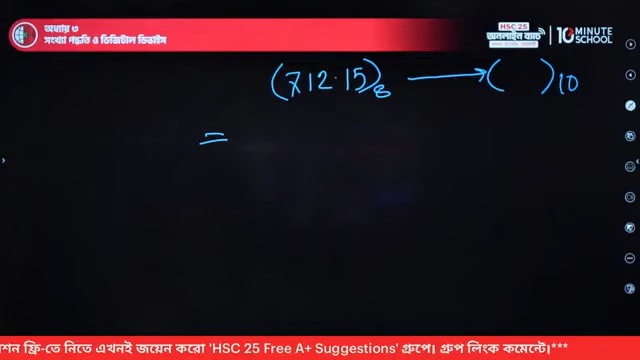 অধ্যায় ৩
সংখ্যা পদ্ধতি ও ডিজিটাল ডিভাইস
HSC 25
অনলাইন ব্যাচ
10 MINUTE SCHOOL
(712.15)₈ → ( )₁₀
=
শন ফ্রি-তে নিতে এখনই জয়েন করো 'HSC 25 Free A+ Suggestions' গ্রুপে। গ্রুপ লিংক কমেন্টে।***